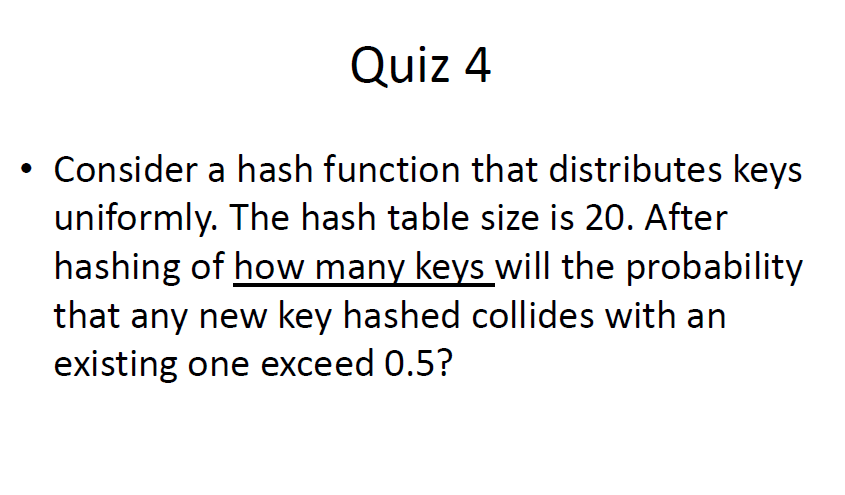 Quiz 4
• Consider a hash function that distributes keys
uniformly. The hash table size is 20. After
hashing of how many keys will the probability
that any new key hashed collides with an
existing one exceed 0.5?